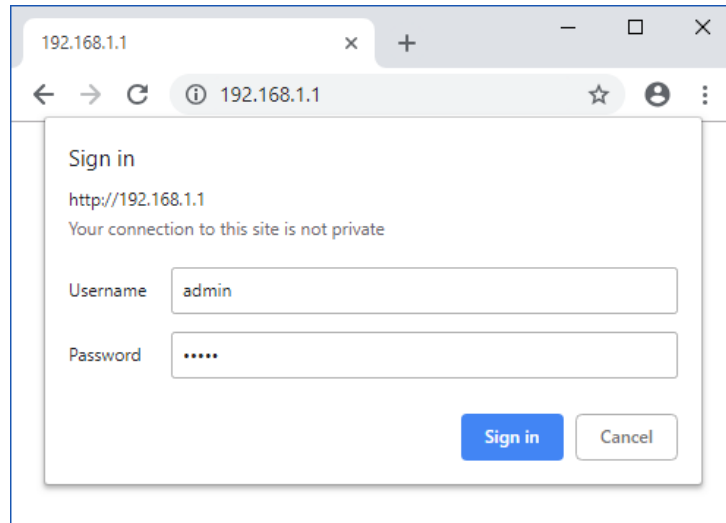 192.168.1.1
192.168.1.1
Sign in
http://192.168.1.1
Your connection to this site is not private
Username admin
Password •••••
Sign in Cancel